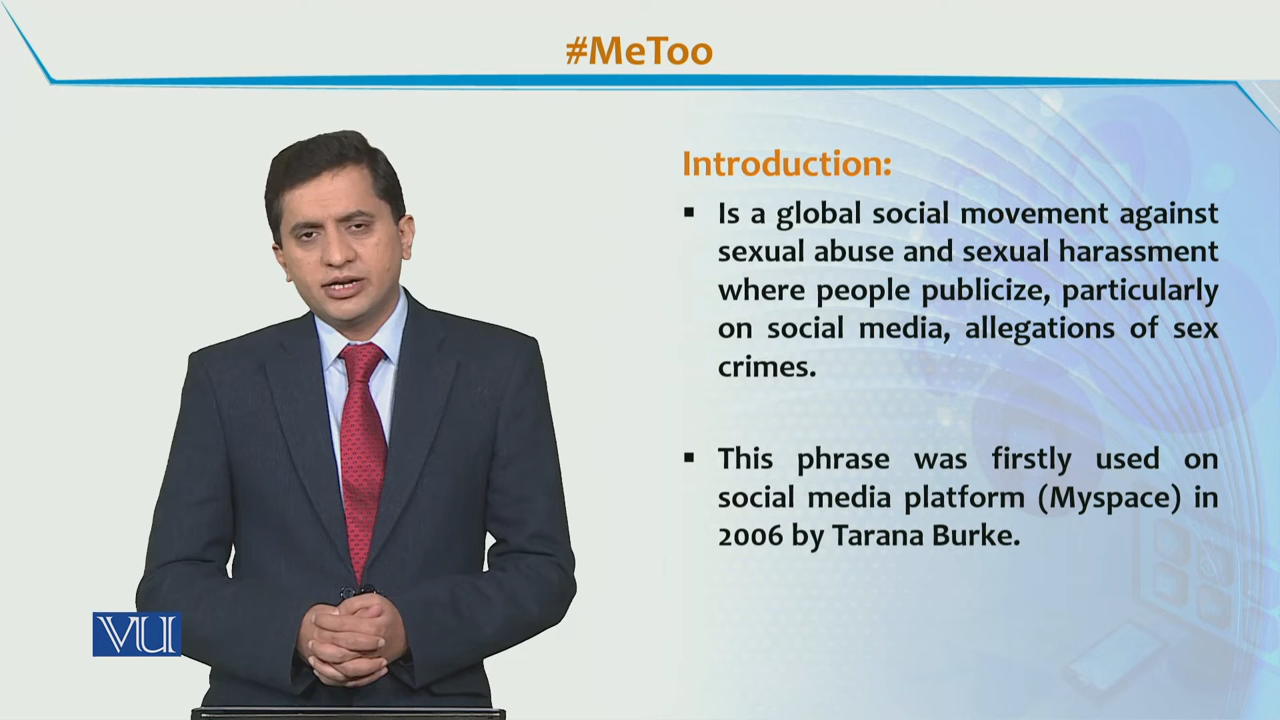 #MeToo
Introduction:
▪ Is a global social movement against
sexual abuse and sexual harassment
where people publicize, particularly
on social media, allegations of sex
crimes.
▪ This phrase was firstly used on
social media platform (Myspace) in
2006 by Tarana Burke.
VU